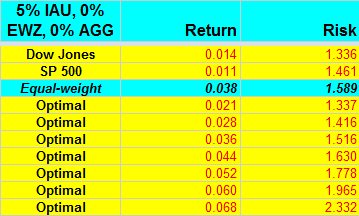 5% IAU, 0%
EWZ, 0% AGG Return Risk
Dow Jones 0.014 1.336
SP 500 0.011 1.461
Equal-weight 0.038 1.589
Optimal 0.021 1.337
Optimal 0.028 1.416
Optimal 0.036 1.516
Optimal 0.044 1.630
Optimal 0.052 1.778
Optimal 0.060 1.965
Optimal 0.068 2.332